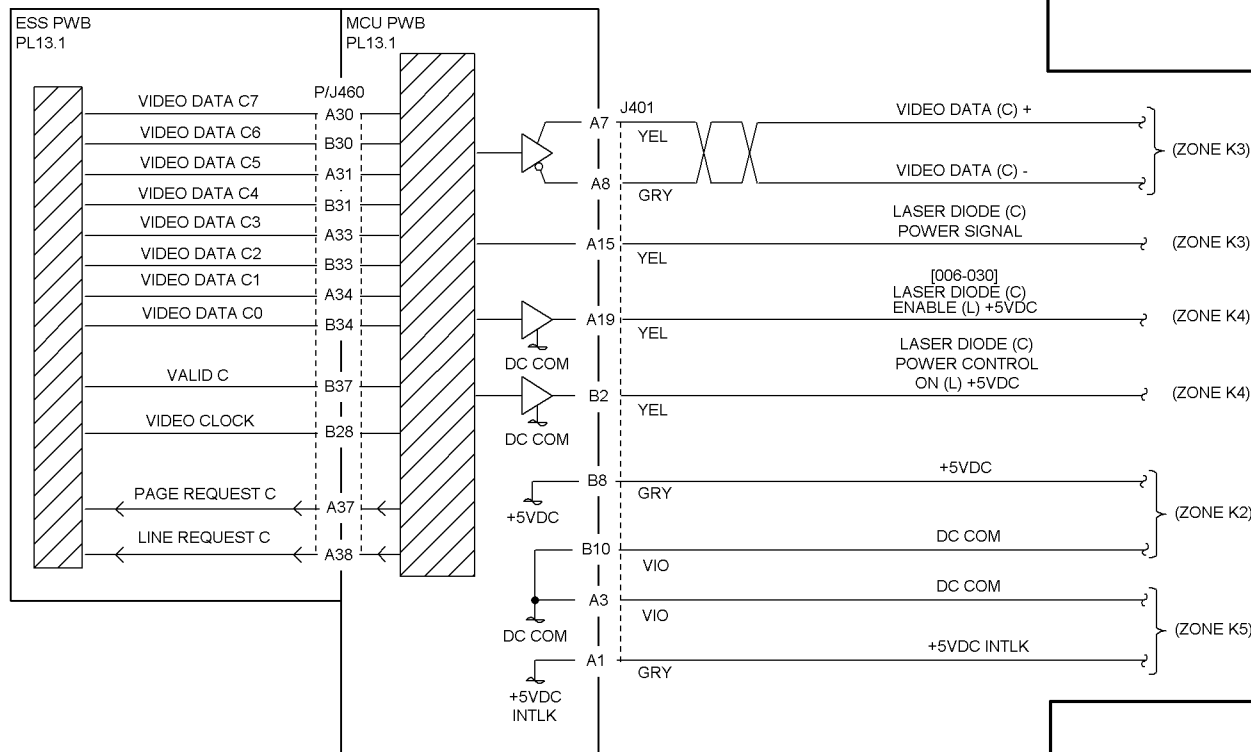 ESS PWB
PL13.1
MCU PWB
PL13.1
P/J460
VIDEO DATA C7
A30
VIDEO DATA C6
B30
VIDEO DATA C5
A31
VIDEO DATA C4
B31
VIDEO DATA C3
A33
VIDEO DATA C2
B33
VIDEO DATA C1
A34
VIDEO DATA C0
B34
VALID C
B37
VIDEO CLOCK
B28
PAGE REQUEST C
A37
LINE REQUEST C
A38
J401
A7
YEL
VIDEO DATA (C) +
(ZONE K3)
A8
GRY
VIDEO DATA (C) -
A15
YEL
LASER DIODE (C)
POWER SIGNAL
(ZONE K3)
DC COM
A19
YEL
[006-030]
LASER DIODE (C)
ENABLE (L) +5VDC
(ZONE K4)
DC COM
B2
YEL
LASER DIODE (C)
POWER CONTROL
ON (L) +5VDC
(ZONE K4)
+5VDC
B8
GRY
+5VDC
(ZONE K2)
B10
VIO
DC COM
DC COM
A3
VIO
DC COM
(ZONE K5)
+5VDC
INTLK
A1
GRY
+5VDC INTLK